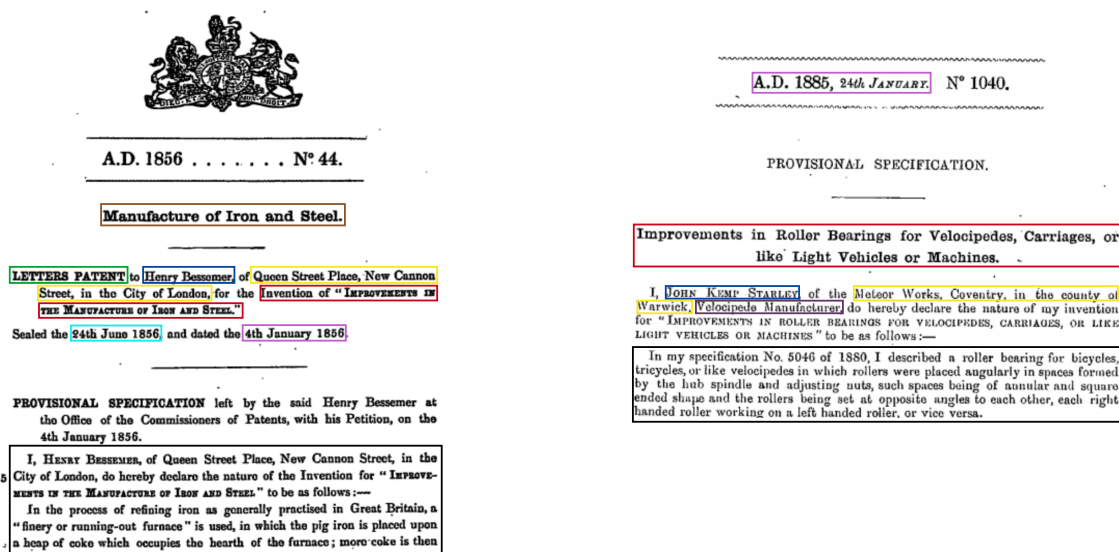 A.D. 1856 . . . . . . . Nº 44.
Manufacture of Iron and Steel.
LETTERS PATENT to Henry Bessemer, of Queen Street Place, New Cannon
Street, in the City of London, for the Invention of "IMPROVEMENTS IN
THE MANUFACTURE OF IRON AND STEEL."
Sealed the 24th June 1856, and dated the 4th January 1856.
PROVISIONAL SPECIFICATION left by the said Henry Bessemer at
the Office of the Commissioners of Patents, with his Petition, on the
4th January 1856.
I, HENRY BESSEMER, of Queen Street Place, New Cannon Street, in the
5 City of London, do hereby declare the nature of the Invention for "IMPROVE-
MENTS IN THE MANUFACTURE OF IRON AND STEEL" to be as follows:—
In the process of refining iron as generally practised in Great Britain, a
"finery or running-out furnace" is used, in which the pig iron is placed upon
a heap of coke which occupies the hearth of the furnace; more coke is then
A.D. 1885, 24th JANUARY. Nº 1040.
PROVISIONAL SPECIFICATION.
Improvements in Roller Bearings for Velocipedes, Carriages, or
like Light Vehicles or Machines.
I, JOHN KEMP STARLEY, of the Meteor Works, Coventry, in the county of
Warwick, Velocipede Manufacturer, do hereby declare the nature of my invention
for "IMPROVEMENTS IN ROLLER BEARINGS FOR VELOCIPEDES, CARRIAGES, OR LIKE
LIGHT VEHICLES OR MACHINES" to be as follows:—
In my specification No. 5046 of 1880, I described a roller bearing for bicycles,
tricycles, or like velocipedes in which rollers were placed angularly in spaces formed
by the hub spindle and adjusting nuts, such spaces being of annular and square
ended shape and the rollers being set at opposite angles to each other, each right
handed roller working on a left handed roller, or vice versa.